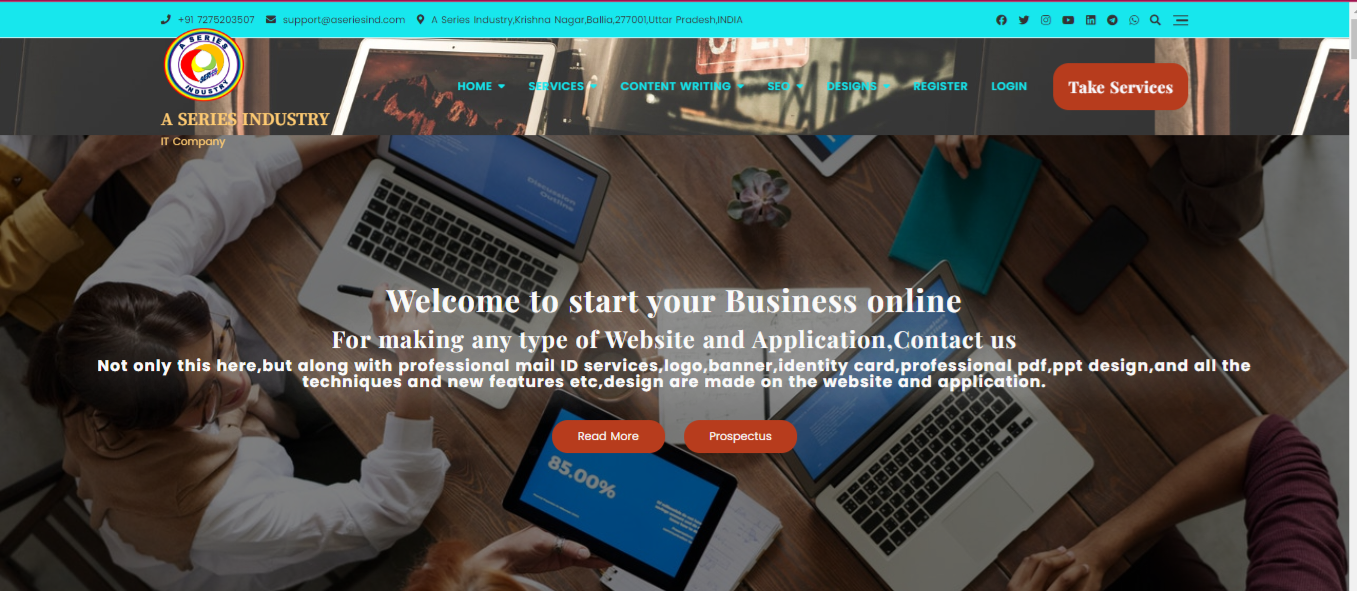 +91 7275203507 support@aseriesind.com A Series Industry,Krishna Nagar,Ballia,277001,Uttar Pradesh,INDIA
A SERIES
SERIES
INDUSTRY
OPEN
HOME SERVICES CONTENT WRITING SEO DESIGNS REGISTER LOGIN Take Services
A SERIES INDUSTRY
IT Company
Discussion
Outline
Welcome to start your Business online
For making any type of Website and Application,Contact us
Not only this here,but along with professional mail ID services,logo,banner,identity card,professional pdf,ppt design,and all the
techniques and new features etc,design are made on the website and application.
Read More Prospectus
85.00%